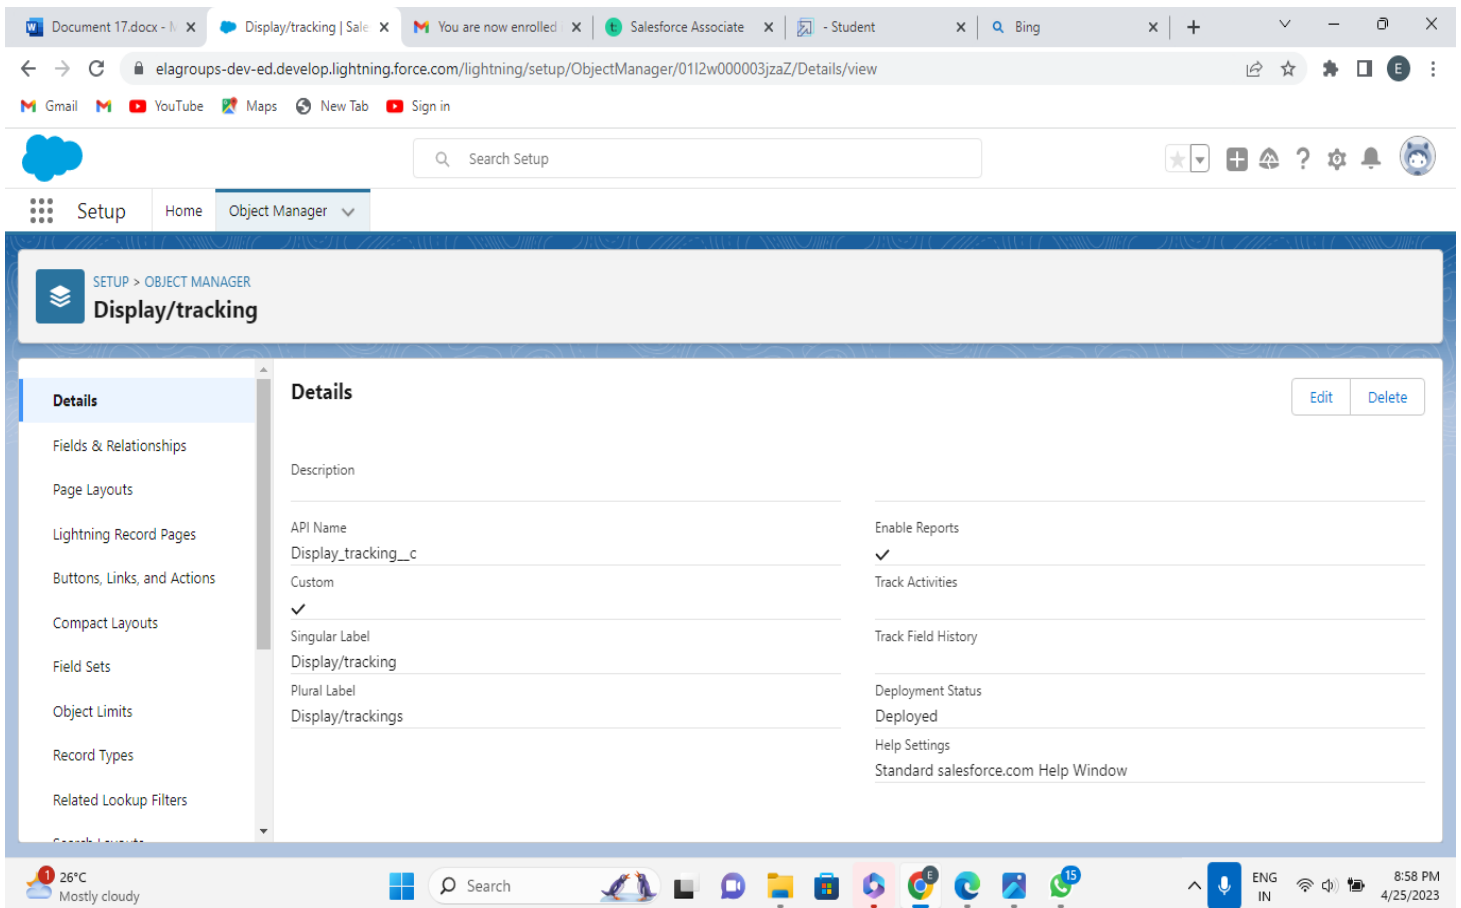 Document 17.docx - M
Display/tracking | Sale
You are now enrolled
Salesforce Associate
- Student
Bing
elagroups-dev-ed.develop.lightning.force.com/lightning/setup/ObjectManager/01I2w000003jzaZ/Details/view
E
Gmail
YouTube
Maps
New Tab
Sign in
Search Setup
Setup
Home
Object Manager
SETUP > OBJECT MANAGER
Display/tracking
Details
Fields & Relationships
Page Layouts
Lightning Record Pages
Buttons, Links, and Actions
Compact Layouts
Field Sets
Object Limits
Record Types
Related Lookup Filters
Search Layouts
Details
Edit
Delete
Description
API Name
Display_tracking__c
Custom
Singular Label
Display/tracking
Plural Label
Display/trackings
Enable Reports
Track Activities
Track Field History
Deployment Status
Deployed
Help Settings
Standard salesforce.com Help Window
1
26°C
Mostly cloudy
Search
E
15
ENG
IN
8:58 PM
4/25/2023